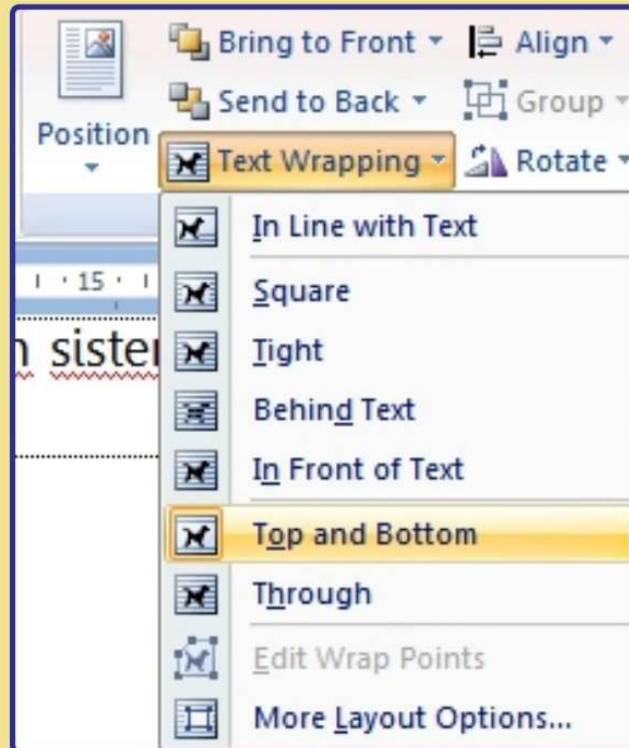 Bring to Front Align
Send to Back Group
Position
Text Wrapping Rotate
In Line with Text
15
Square
sister
Tight
Behind Text
In Front of Text
Top and Bottom
Through
Edit Wrap Points
More Layout Options...